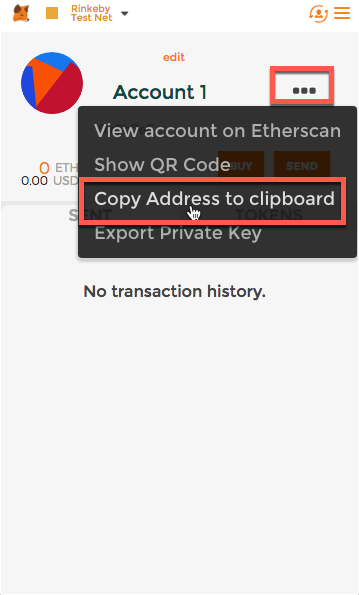 Rinkeby
Test Net
edit
Account 1
View account on Etherscan
0 ETH
0.00 USD
Show QR Code
BUY
SEND
Copy Address to clipboard
SENT
TOKENS
Export Private Key
No transaction history.